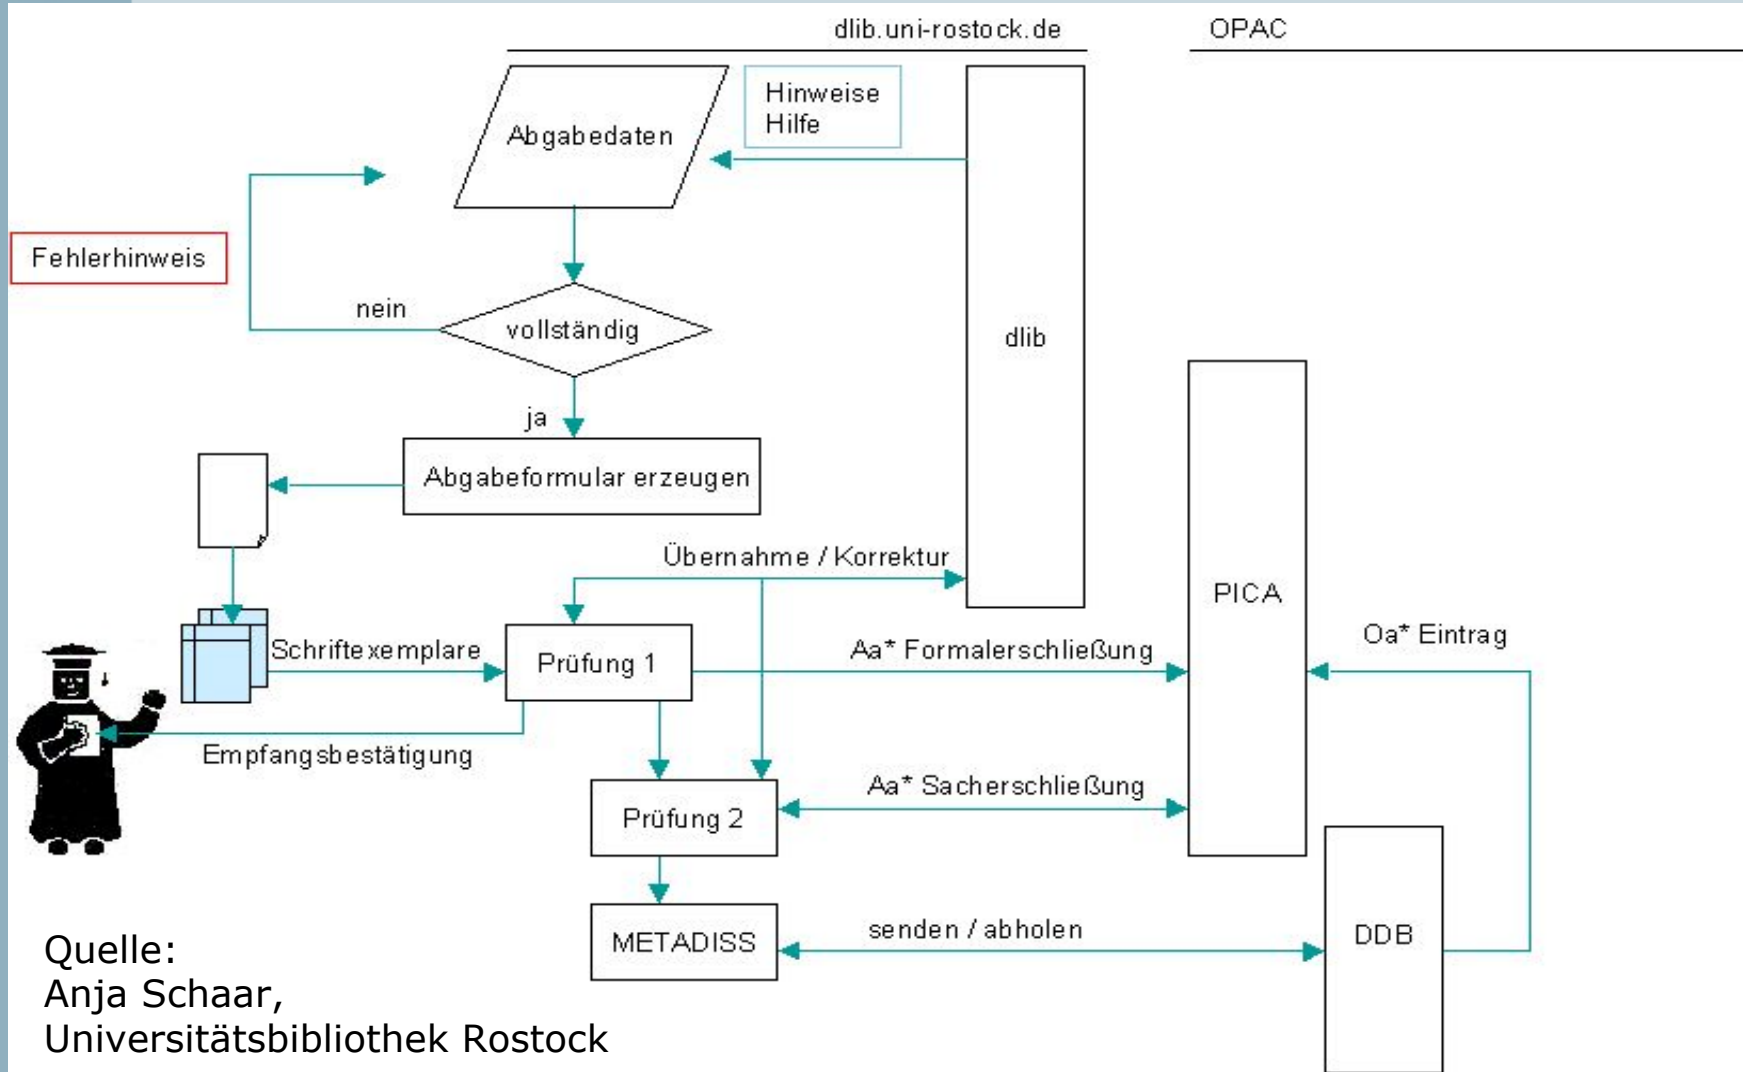 dlib.uni-rostock.de
OPAC
Hinweise
Hilfe
Abgabedaten
Fehlerhinweis
nein
vollständig
dlib
ja
Abgabeformular erzeugen
Übernahme / Korrektur
PICA
Schriftexemplare
Prüfung 1
Aa* Formalerschließung
Oa* Eintrag
Empfangsbestätigung
Aa* Sacherschließung
Prüfung 2
METADISS
senden / abholen
DDB
Quelle:
Anja Schaar,
Universitätsbibliothek Rostock